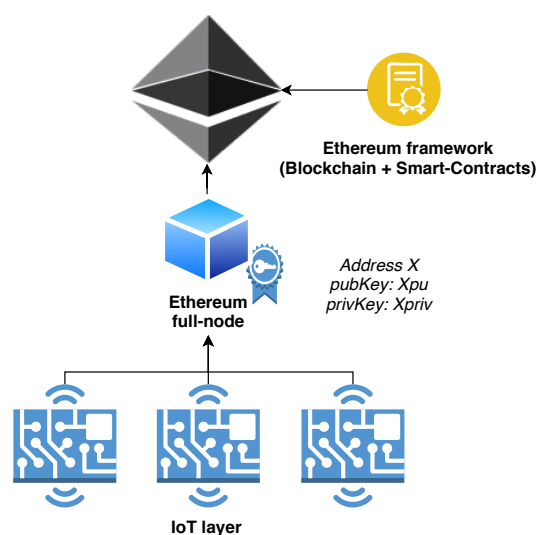 Ethereum framework
(Blockchain + Smart-Contracts)
Address X
pubKey: Xpu
privKey: Xpriv
Ethereum
full-node
IoT layer